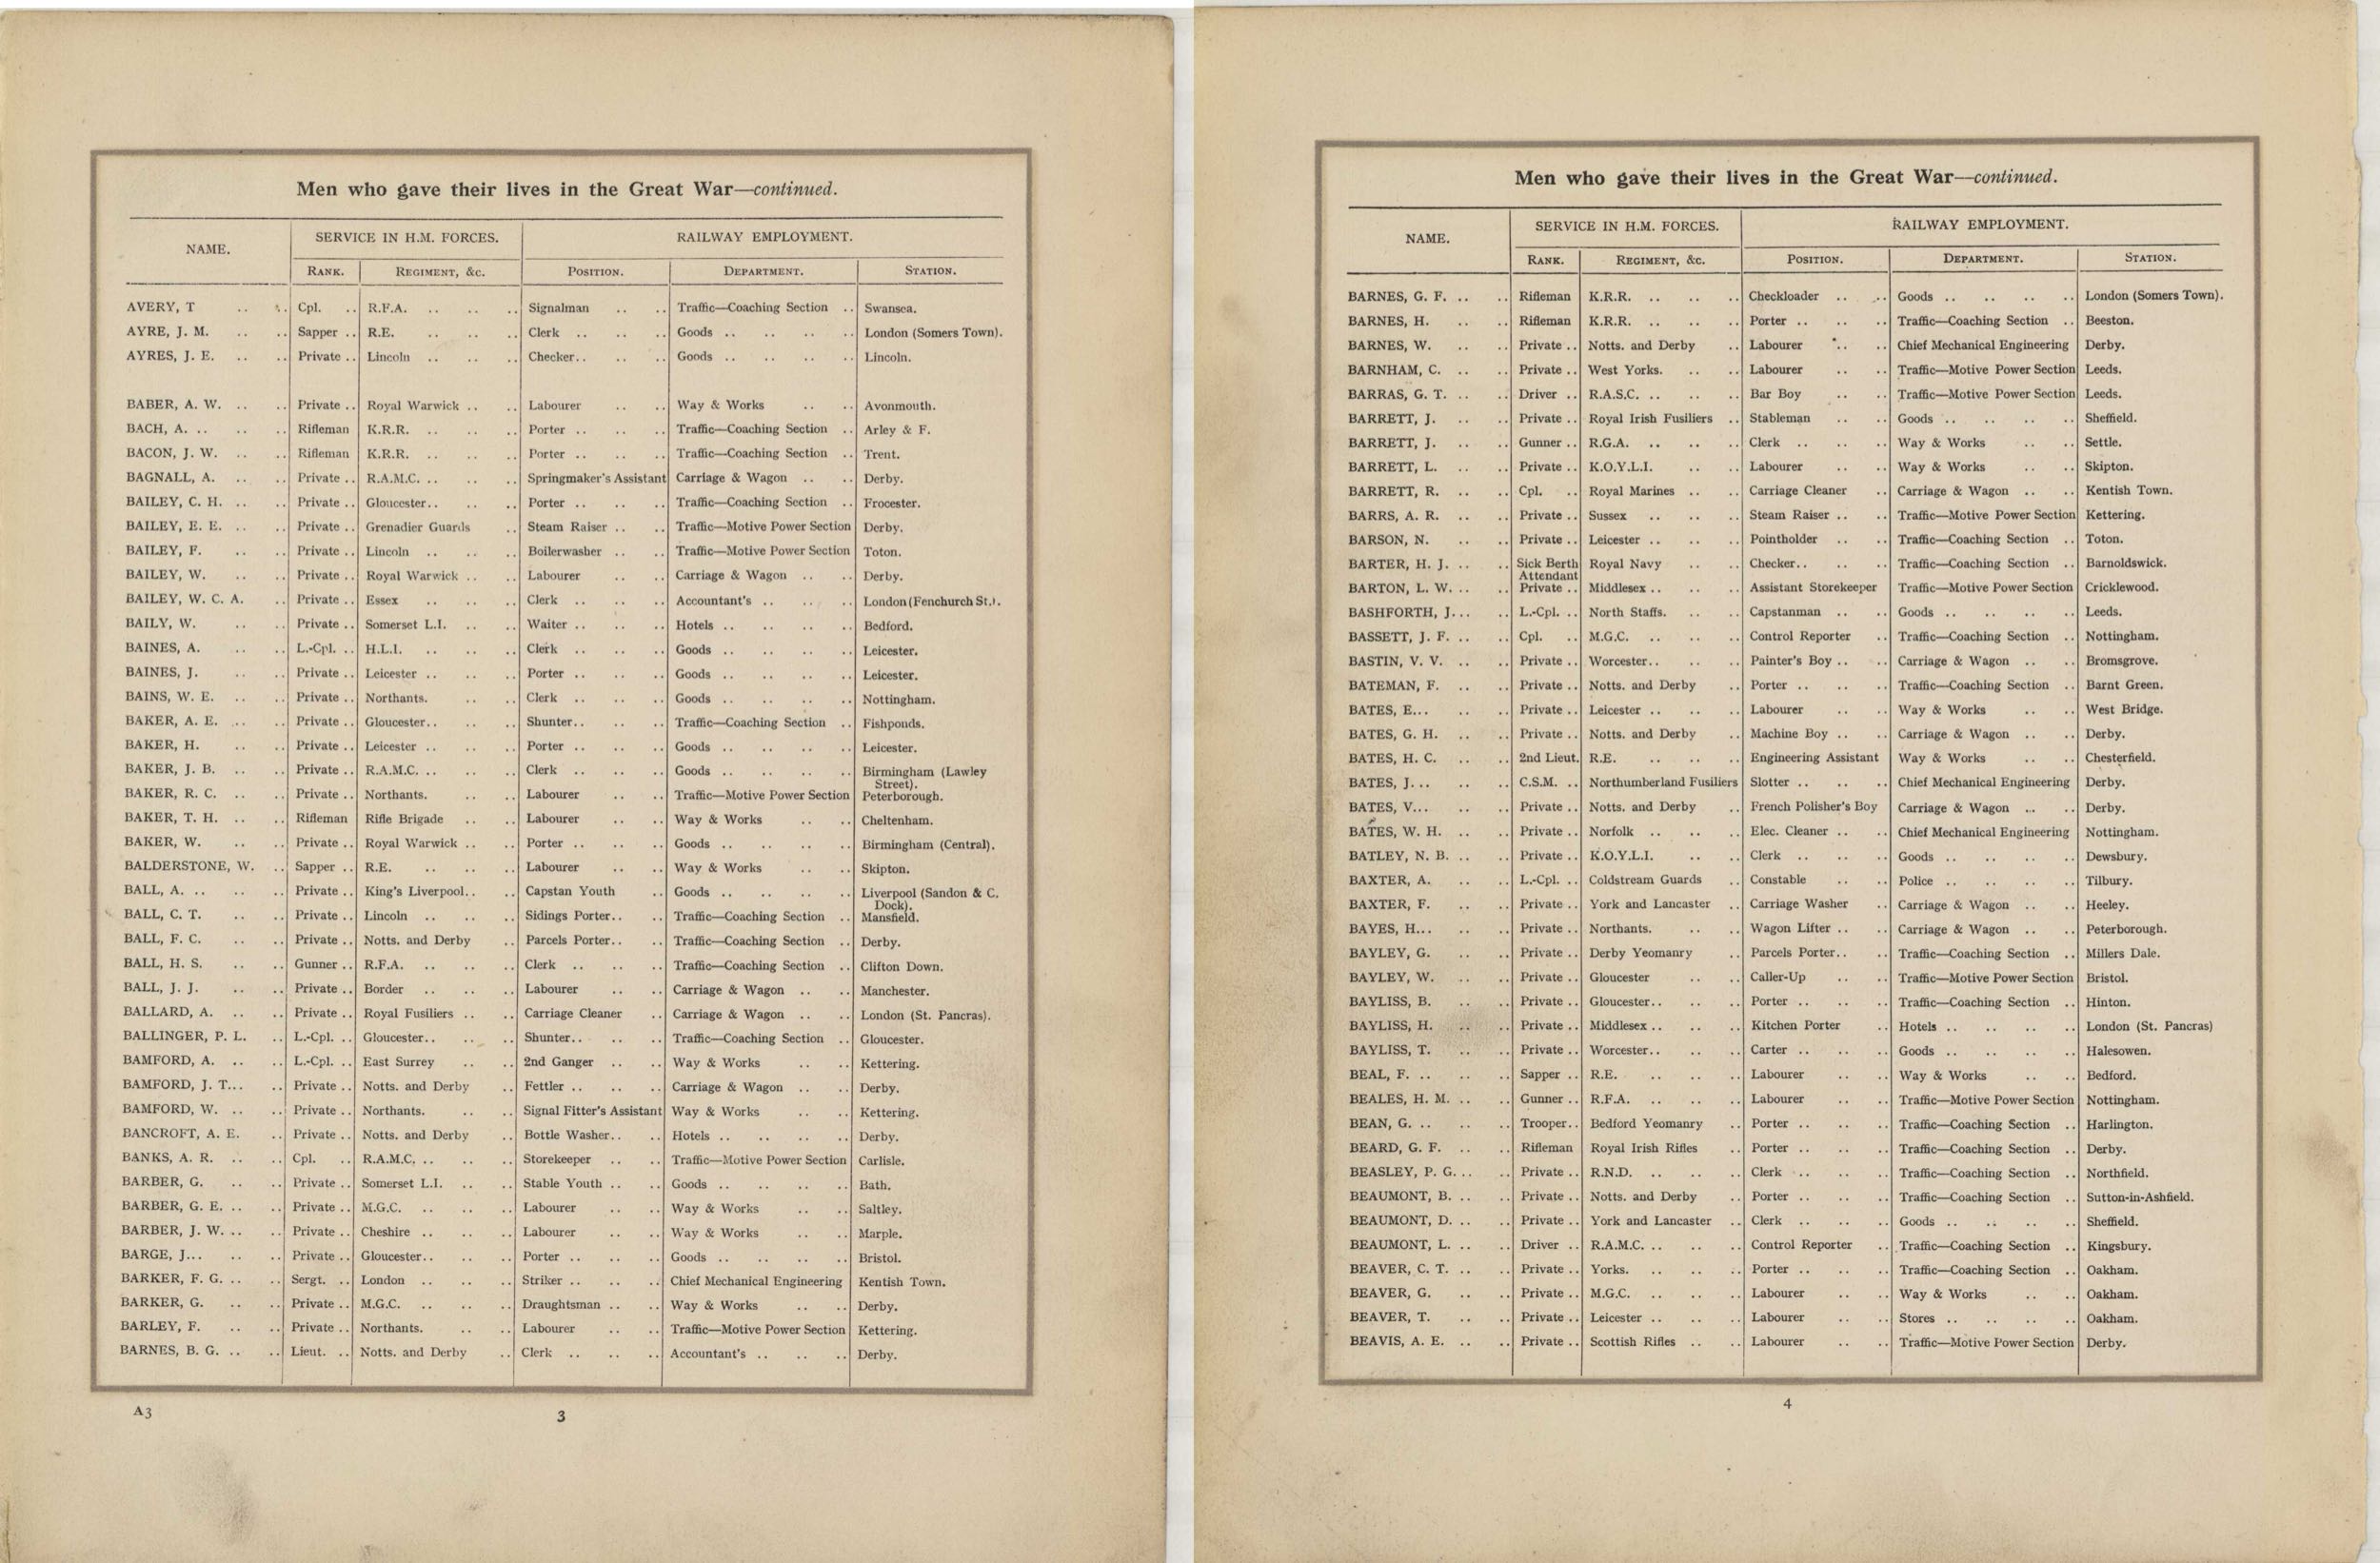 Men who gave their lives in the Great War—continued.
NAME. SERVICE IN H.M. FORCES. RAILWAY EMPLOYMENT.
RANK. REGIMENT, &c. POSITION. DEPARTMENT. STATION.
AVERY, T .. .. Cpl. .. R.F.A. .. .. .. Signalman .. .. Traffic—Coaching Section .. Swansea.
AYRE, J. M. .. .. Sapper .. R.E. .. .. .. Clerk .. .. .. Goods .. .. .. .. London (Somers Town).
AYRES, J. E. .. .. Private .. Lincoln .. .. .. Checker.. .. .. Goods .. .. .. .. Lincoln.
BABER, A. W. .. .. Private .. Royal Warwick .. .. Labourer .. .. Way & Works .. .. Avonmouth.
BACH, A. .. .. .. Rifleman K.R.R. .. .. .. Porter .. .. .. Traffic—Coaching Section .. Arley & F.
BACON, J. W. .. .. Rifleman K.R.R. .. .. .. Porter .. .. .. Traffic—Coaching Section .. Trent.
BAGNALL, A. .. .. Private .. R.A.M.C. .. .. .. Springmaker's Assistant Carriage & Wagon .. .. Derby.
BAILEY, C. H. .. .. Private .. Gloucester.. .. .. Porter .. .. .. Traffic—Coaching Section .. Frocester.
BAILEY, E. E. .. .. Private .. Grenadier Guards .. Steam Raiser .. .. Traffic—Motive Power Section Derby.
BAILEY, F. .. .. Private .. Lincoln .. .. .. Boilerwasher .. .. Traffic—Motive Power Section Toton.
BAILEY, W. .. .. Private .. Royal Warwick .. .. Labourer .. .. Carriage & Wagon .. .. Derby.
BAILEY, W. C. A. .. Private .. Essex .. .. .. Clerk .. .. .. Accountant's .. .. .. London (Fenchurch St.).
BAILY, W. .. .. Private .. Somerset L.I. .. .. Waiter .. .. .. Hotels .. .. .. .. Bedford.
BAINES, A. .. .. L.-Cpl. .. H.L.I. .. .. .. Clerk .. .. .. Goods .. .. .. .. Leicester.
BAINES, J. .. .. Private .. Leicester .. .. .. Porter .. .. .. Goods .. .. .. .. Leicester.
BAINS, W. E. .. .. Private .. Northants. .. .. Clerk .. .. .. Goods .. .. .. .. Nottingham.
BAKER, A. E. .. .. Private .. Gloucester.. .. .. Shunter.. .. .. Traffic—Coaching Section .. Fishponds.
BAKER, H. .. .. Private .. Leicester .. .. .. Porter .. .. .. Goods .. .. .. .. Leicester.
BAKER, J. B. .. .. Private .. R.A.M.C. .. .. .. Clerk .. .. .. Goods .. .. .. .. Birmingham (Lawley
Street).
BAKER, R. C. .. .. Private .. Northants. .. .. Labourer .. .. Traffic—Motive Power Section Peterborough.
BAKER, T. H. .. .. Rifleman Rifle Brigade .. .. Labourer .. .. Way & Works .. .. Cheltenham.
BAKER, W. .. .. Private .. Royal Warwick .. .. Porter .. .. .. Goods .. .. .. .. Birmingham (Central).
BALDERSTONE, W. .. Sapper .. R.E. .. .. .. Labourer .. .. Way & Works .. .. Skipton.
BALL, A. .. .. .. Private .. King's Liverpool.. .. Capstan Youth .. Goods .. .. .. .. Liverpool (Sandon & C.
Dock).
BALL, C. T. .. .. Private .. Lincoln .. .. .. Sidings Porter.. .. Traffic—Coaching Section .. Mansfield.
BALL, F. C. .. .. Private .. Notts. and Derby .. Parcels Porter.. .. Traffic—Coaching Section .. Derby.
BALL, H. S. .. .. Gunner .. R.F.A. .. .. .. Clerk .. .. .. Traffic—Coaching Section .. Clifton Down.
BALL, J. J. .. .. Private .. Border .. .. .. Labourer .. .. Carriage & Wagon .. .. Manchester.
BALLARD, A. .. .. Private .. Royal Fusiliers .. .. Carriage Cleaner .. Carriage & Wagon .. .. London (St. Pancras).
BALLINGER, P. L. .. L.-Cpl. .. Gloucester.. .. .. Shunter.. .. .. Traffic—Coaching Section .. Gloucester.
BAMFORD, A. .. .. L.-Cpl. .. East Surrey .. .. 2nd Ganger .. .. Way & Works .. .. Kettering.
BAMFORD, J. T... .. Private .. Notts. and Derby .. Fettler .. .. .. Carriage & Wagon .. .. Derby.
BAMFORD, W. .. .. Private .. Northants. .. .. Signal Fitter's Assistant Way & Works .. .. Kettering.
BANCROFT, A. E. .. Private .. Notts. and Derby .. Bottle Washer.. .. Hotels .. .. .. .. Derby.
BANKS, A. R. .. .. Cpl. .. R.A.M.C. .. .. .. Storekeeper .. .. Traffic—Motive Power Section Carlisle.
BARBER, G. .. .. Private .. Somerset L.I. .. .. Stable Youth .. .. Goods .. .. .. .. Bath.
BARBER, G. E. .. .. Private .. M.G.C. .. .. .. Labourer .. .. Way & Works .. .. Saltley.
BARBER, J. W. .. .. Private .. Cheshire .. .. .. Labourer .. .. Way & Works .. .. Marple.
BARGE, J... .. .. Private .. Gloucester.. .. .. Porter .. .. .. Goods .. .. .. .. Bristol.
BARKER, F. G. .. .. Sergt. .. London .. .. .. Striker .. .. .. Chief Mechanical Engineering Kentish Town.
BARKER, G. .. .. Private .. M.G.C. .. .. .. Draughtsman .. .. Way & Works .. .. Derby.
BARLEY, F. .. .. Private .. Northants. .. .. Labourer .. .. Traffic—Motive Power Section Kettering.
BARNES, B. G. .. .. Lieut. .. Notts. and Derby .. Clerk .. .. .. Accountant's .. .. .. Derby.
A3
3
Men who gave their lives in the Great War—continued.
NAME. SERVICE IN H.M. FORCES. RAILWAY EMPLOYMENT.
RANK. REGIMENT, &c. POSITION. DEPARTMENT. STATION.
BARNES, G. F. .. .. Rifleman K.R.R. .. .. .. Checkloader .. .. Goods .. .. .. .. London (Somers Town).
BARNES, H. .. .. Rifleman K.R.R. .. .. .. Porter .. .. .. Traffic—Coaching Section .. Beeston.
BARNES, W. .. .. Private .. Notts. and Derby .. Labourer .. .. Chief Mechanical Engineering Derby.
BARNHAM, C. .. .. Private .. West Yorks. .. .. Labourer .. .. Traffic—Motive Power Section Leeds.
BARRAS, G. T. .. .. Driver .. R.A.S.C. .. .. .. Bar Boy .. .. Traffic—Motive Power Section Leeds.
BARRETT, J. .. .. Private .. Royal Irish Fusiliers .. Stableman .. .. Goods .. .. .. .. Sheffield.
BARRETT, J. .. .. Gunner .. R.G.A. .. .. .. Clerk .. .. .. Way & Works .. .. Settle.
BARRETT, L. .. .. Private .. K.O.Y.L.I. .. .. Labourer .. .. Way & Works .. .. Skipton.
BARRETT, R. .. .. Cpl. .. Royal Marines .. .. Carriage Cleaner .. Carriage & Wagon .. .. Kentish Town.
BARRS, A. R. .. .. Private .. Sussex .. .. .. Steam Raiser .. .. Traffic—Motive Power Section Kettering.
BARSON, N. .. .. Private .. Leicester .. .. .. Pointholder .. .. Traffic—Coaching Section .. Toton.
BARTER, H. J. .. .. Sick Berth Royal Navy .. .. Checker.. .. .. Traffic—Coaching Section .. Barnoldswick.
Attendant
BARTON, L. W. .. .. Private .. Middlesex .. .. .. Assistant Storekeeper Traffic—Motive Power Section Cricklewood.
BASHFORTH, J... .. L.-Cpl. .. North Staffs. .. .. Capstanman .. .. Goods .. .. .. .. Leeds.
BASSETT, J. F. .. .. Cpl. .. M.G.C. .. .. .. Control Reporter .. Traffic—Coaching Section .. Nottingham.
BASTIN, V. V. .. .. Private .. Worcester.. .. .. Painter's Boy .. .. Carriage & Wagon .. .. Bromsgrove.
BATEMAN, F. .. .. Private .. Notts. and Derby .. Porter .. .. .. Traffic—Coaching Section .. Barnt Green.
BATES, E... .. .. Private .. Leicester .. .. .. Labourer .. .. Way & Works .. .. West Bridge.
BATES, G. H. .. .. Private .. Notts. and Derby .. Machine Boy .. .. Carriage & Wagon .. .. Derby.
BATES, H. C. .. .. 2nd Lieut. R.E. .. .. .. Engineering Assistant Way & Works .. .. Chesterfield.
BATES, J... .. .. C.S.M. .. Northumberland Fusiliers Slotter .. .. .. Chief Mechanical Engineering Derby.
BATES, V... .. .. Private .. Notts. and Derby .. French Polisher's Boy Carriage & Wagon .. .. Derby.
BATES, W. H. .. .. Private .. Norfolk .. .. .. Elec. Cleaner .. .. Chief Mechanical Engineering Nottingham.
BATLEY, N. B. .. .. Private .. K.O.Y.L.I. .. .. Clerk .. .. .. Goods .. .. .. .. Dewsbury.
BAXTER, A. .. .. L.-Cpl. .. Coldstream Guards .. Constable .. .. Police .. .. .. .. Tilbury.
BAXTER, F. .. .. Private .. York and Lancaster .. Carriage Washer .. Carriage & Wagon .. .. Heeley.
BAYES, H... .. .. Private .. Northants. .. .. Wagon Lifter .. .. Carriage & Wagon .. .. Peterborough.
BAYLEY, G. .. .. Private .. Derby Yeomanry .. Parcels Porter.. .. Traffic—Coaching Section .. Millers Dale.
BAYLEY, W. .. .. Private .. Gloucester .. .. Caller-Up .. .. Traffic—Motive Power Section Bristol.
BAYLISS, B. .. .. Private .. Gloucester.. .. .. Porter .. .. .. Traffic—Coaching Section .. Hinton.
BAYLISS, H. .. .. Private .. Middlesex .. .. .. Kitchen Porter .. Hotels .. .. .. .. London (St. Pancras)
BAYLISS, T. .. .. Private .. Worcester.. .. .. Carter .. .. .. Goods .. .. .. .. Halesowen.
BEAL, F. .. .. .. Sapper .. R.E. .. .. .. Labourer .. .. Way & Works .. .. Bedford.
BEALES, H. M. .. .. Gunner .. R.F.A. .. .. .. Labourer .. .. Traffic—Motive Power Section Nottingham.
BEAN, G. .. .. .. Trooper.. Bedford Yeomanry .. Porter .. .. .. Traffic—Coaching Section .. Harlington.
BEARD, G. F. .. .. Rifleman Royal Irish Rifles .. Porter .. .. .. Traffic—Coaching Section .. Derby.
BEASLEY, P. G. .. .. Private .. R.N.D. .. .. .. Clerk .. .. .. Traffic—Coaching Section .. Northfield.
BEAUMONT, B. .. .. Private .. Notts. and Derby .. Porter .. .. .. Traffic—Coaching Section .. Sutton-in-Ashfield.
BEAUMONT, D. .. .. Private .. York and Lancaster .. Clerk .. .. .. Goods .. .. .. .. Sheffield.
BEAUMONT, L. .. .. Driver .. R.A.M.C. .. .. .. Control Reporter .. Traffic—Coaching Section .. Kingsbury.
BEAVER, C. T. .. .. Private .. Yorks. .. .. .. Porter .. .. .. Traffic—Coaching Section .. Oakham.
BEAVER, G. .. .. Private .. M.G.C. .. .. .. Labourer .. .. Way & Works .. .. Oakham.
BEAVER, T. .. .. Private .. Leicester .. .. .. Labourer .. .. Stores .. .. .. .. Oakham.
BEAVIS, A. E. .. .. Private .. Scottish Rifles .. .. Labourer .. .. Traffic—Motive Power Section Derby.
4